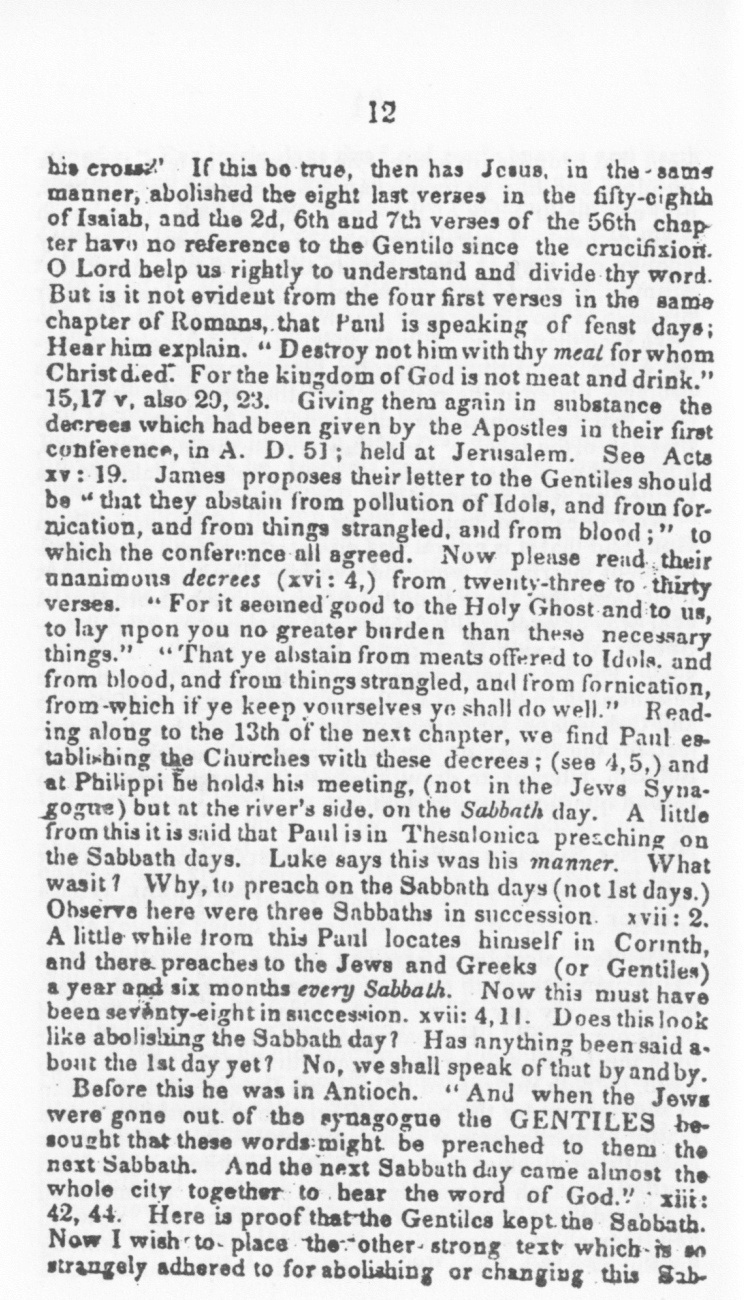 12
his cross?" If this be true, then has Jesus, in the same
manner, abolished the eight last verses in the fifty-eighth
of Isaiah, and the 2d, 6th and 7th verses of the 56th chap-
ter have no reference to the Gentile since the crucifixion.
O Lord help us rightly to understand and divide thy word.
But is it not evident from the four first verses in the same
chapter of Romans, that Paul is speaking of feast days;
Hear him explain. "Destroy not him with thy meat for whom
Christ died. For the kingdom of God is not meat and drink."
15,17 v, also 20, 23. Giving them again in substance the
decrees which had been given by the Apostles in their first
conference, in A. D. 51; held at Jerusalem. See Acts
xv: 19. James proposes their letter to the Gentiles should
be "that they abstain from pollution of Idols, and from for-
nication, and from things strangled, and from blood;" to
which the conference all agreed. Now please read their
unanimous decrees (xvi: 4,) from twenty-three to thirty
verses. "For it seemed good to the Holy Ghost and to us,
to lay upon you no greater burden than these necessary
things." "That ye abstain from meats offered to Idols, and
from blood, and from things strangled, and from fornication,
from which if ye keep yourselves ye shall do well." Read-
ing along to the 13th of the next chapter, we find Paul es-
tablishing the Churches with these decrees; (see 4,5,) and
at Philippi he holds his meeting, (not in the Jews Syna-
gogue) but at the river's side, on the Sabbath day. A little
from this it is said that Paul is in Thesalonica preaching on
the Sabbath days. Luke says this was his manner. What
was it? Why, to preach on the Sabbath days (not 1st days.)
Observe here were three Sabbaths in succession. xvii: 2.
A little while from this Paul locates himself in Corinth,
and there preaches to the Jews and Greeks (or Gentiles)
a year and six months every Sabbath. Now this must have
been seventy-eight in succession. xvii: 4,11. Does this look
like abolishing the Sabbath day? Has anything been said a-
bout the 1st day yet? No, we shall speak of that by and by.
Before this he was in Antioch. "And when the Jews
were gone out of the synagogue the GENTILES be-
sought that these words might be preached to them the
next Sabbath. And the next Sabbath day came almost the
whole city together to hear the word of God." xiii:
42, 44. Here is proof that the Gentiles kept the Sabbath.
Now I wish to place the other strong text which is so
strangely adhered to for abolishing or changing this Sab-